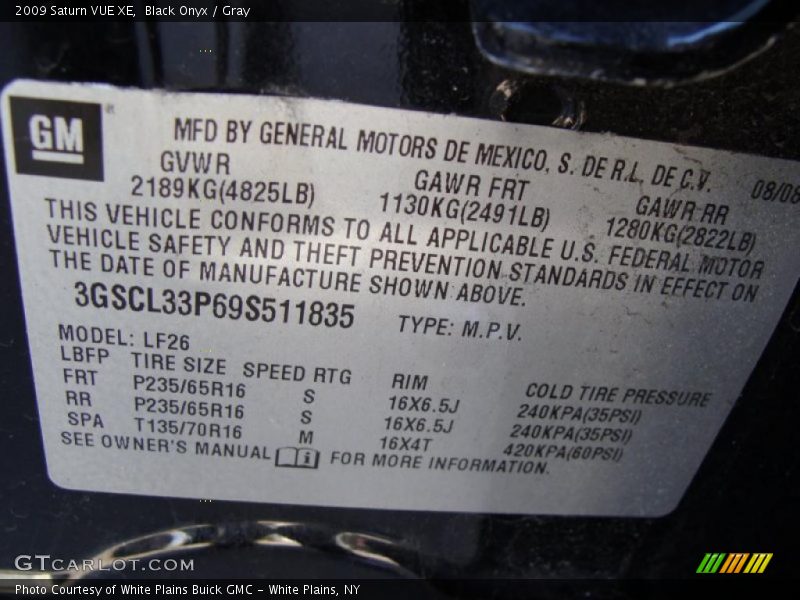 2009 Saturn VUE XE, Black Onyx / Gray
GM
MFD BY GENERAL MOTORS DE MEXICO, S. DE R.L. DE C.V. 08/08
GVWR GAWR FRT GAWR RR
2189KG(4825LB) 1130KG(2491LB) 1280KG(2822LB)
THIS VEHICLE CONFORMS TO ALL APPLICABLE U.S. FEDERAL MOTOR
VEHICLE SAFETY AND THEFT PREVENTION STANDARDS IN EFFECT ON
THE DATE OF MANUFACTURE SHOWN ABOVE.
3GSCL33P69S511835 TYPE: M.P.V.
MODEL: LF26
LBFP TIRE SIZE SPEED RTG RIM COLD TIRE PRESSURE
FRT P235/65R16 S 16X6.5J 240KPA(35PSI)
RR P235/65R16 S 16X6.5J 240KPA(35PSI)
SPA T135/70R16 M 16X4T 420KPA(60PSI)
SEE OWNER'S MANUAL i FOR MORE INFORMATION.
GTCARLOT.COM
Photo Courtesy of White Plains Buick GMC - White Plains, NY